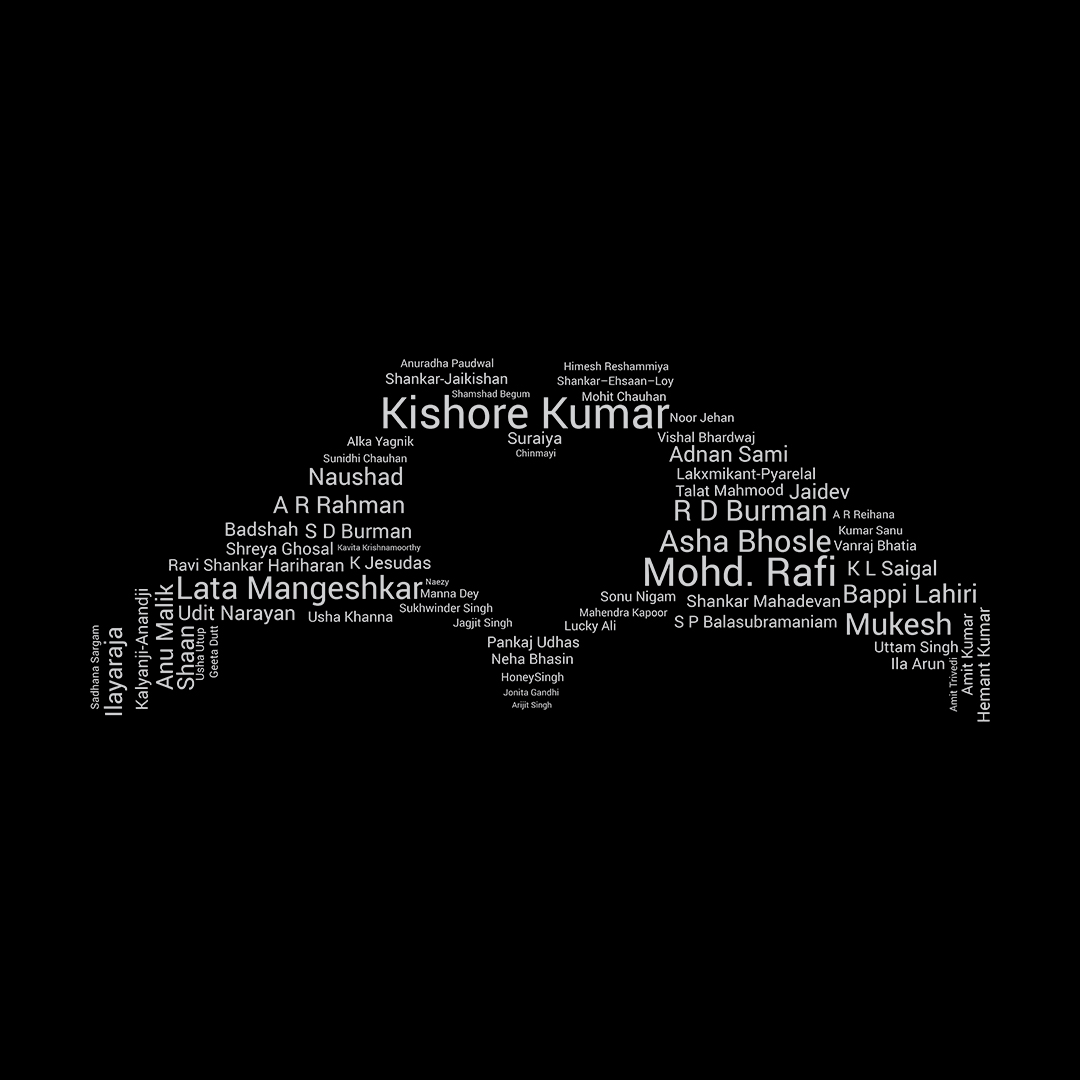 Anuradha Paudwal
Himesh Reshammiya
Shankar-Jaikishan
Shankar–Ehsaan–Loy
Shamshad Begum
Mohit Chauhan
Kishore Kumar
Noor Jehan
Suraiya
Vishal Bhardwaj
Alka Yagnik
Chinmayi
Adnan Sami
Sunidhi Chauhan
Naushad
Lakxmikant-Pyarelal
Talat Mahmood
Jaidev
A R Rahman
R D Burman
A R Reihana
Badshah
S D Burman
Kumar Sanu
Shreya Ghosal
Kavita Krishnamoorthy
Asha Bhosle
Vanraj Bhatia
Ravi Shankar
Hariharan
K Jesudas
Mohd. Rafi
K L Saigal
Lata Mangeshkar
Naezy
Manna Dey
Sonu Nigam
Shankar Mahadevan
Bappi Lahiri
Udit Narayan
Usha Khanna
Sukhwinder Singh
Mahendra Kapoor
Jagjit Singh
Lucky Ali
S P Balasubramaniam
Mukesh
Pankaj Udhas
Uttam Singh
Neha Bhasin
Ila Arun
HoneySingh
Jonita Gandhi
Arijit Singh
Sadhana Sargam
Ilayaraja
Kalyanji-Anandji
Anu Malik
Shaan
Usha Utup
Geeta Dutt
Amit Trivedi
Amit Kumar
Hemant Kumar